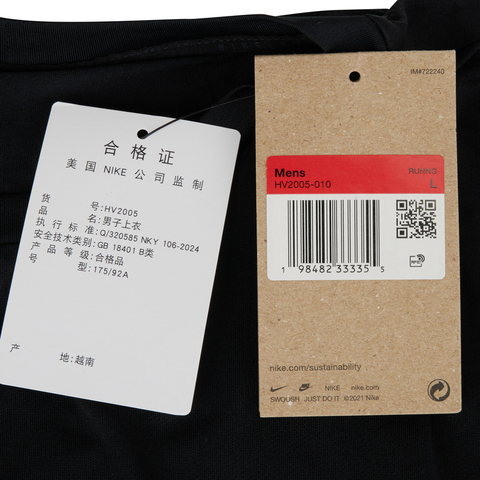 合格证
美国 NIKE 公司监制
货号:HV2005
品名:男子上衣
执行标准:Q/320585 NKY 106-2024
安全技术类别:GB 18401 B类
产品等级:合格品
号型:175/92A
产地:越南
IM#722240
Mens RUNNING
HV2005-010 L
1 98482 33335 5
RFID
nike.com/sustainability
NIKE nike.com
SWOOSH JUST DO IT ©2021 Nike